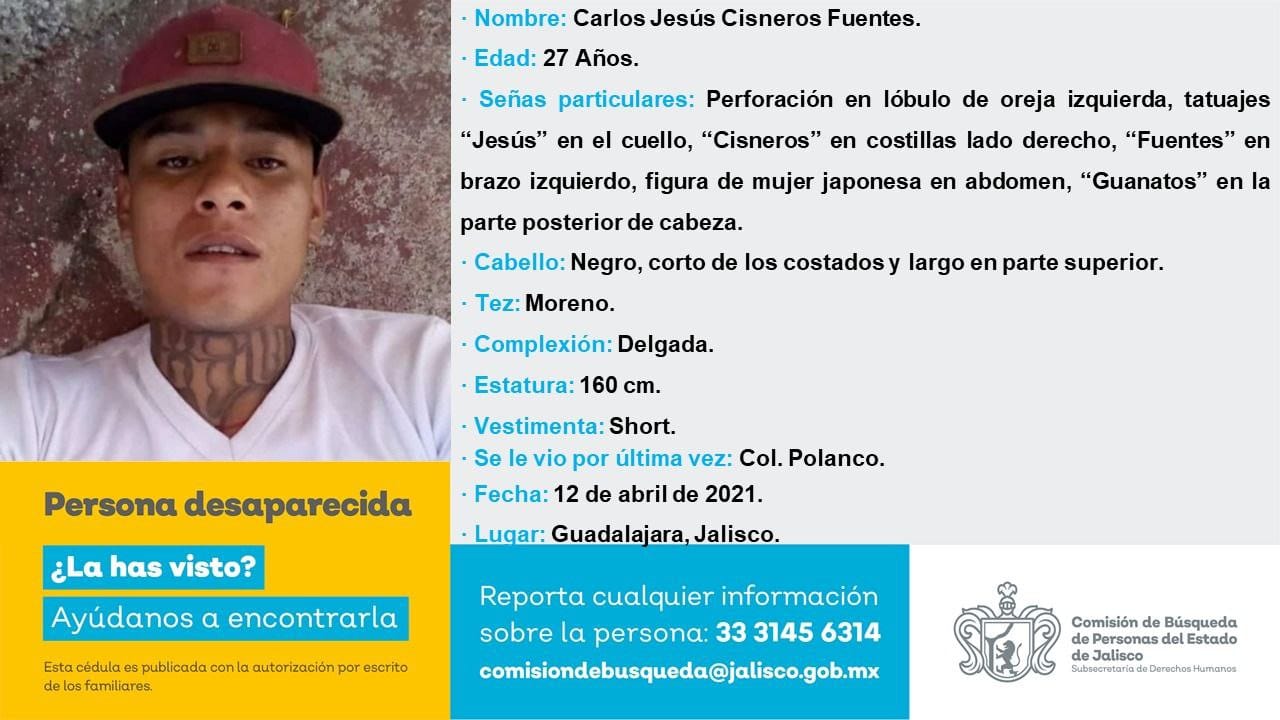 · Nombre: Carlos Jesús Cisneros Fuentes.
· Edad: 27 Años.
· Señas particulares: Perforación en lóbulo de oreja izquierda, tatuajes
“Jesús” en el cuello, “Cisneros” en costillas lado derecho, “Fuentes” en
brazo izquierdo, figura de mujer japonesa en abdomen, “Guanatos” en la
parte posterior de cabeza.
· Cabello: Negro, corto de los costados y largo en parte superior.
· Tez: Moreno.
· Complexión: Delgada.
· Estatura: 160 cm.
· Vestimenta: Short.
· Se le vio por última vez: Col. Polanco.
· Fecha: 12 de abril de 2021.
· Lugar: Guadalajara, Jalisco.
Persona desaparecida
¿La has visto?
Ayúdanos a encontrarla
Esta cédula es publicada con la autorización por escrito
de los familiares.
Reporta cualquier información
sobre la persona: 33 3145 6314
comisiondebusqueda@jalisco.gob.mx
Comisión de Búsqueda
de Personas del Estado
de Jalisco
Subsecretaría de Derechos Humanos